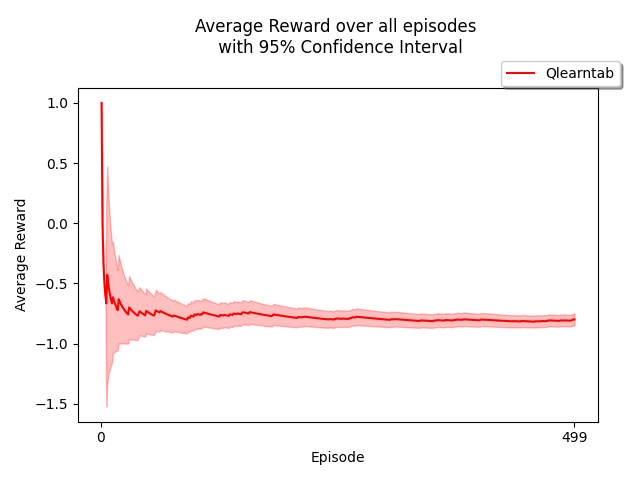 Average Reward over all episodes
with 95% Confidence Interval
Qlearntab
1.0
0.5
0.0
−0.5
−1.0
−1.5
Average Reward
0
499
Episode